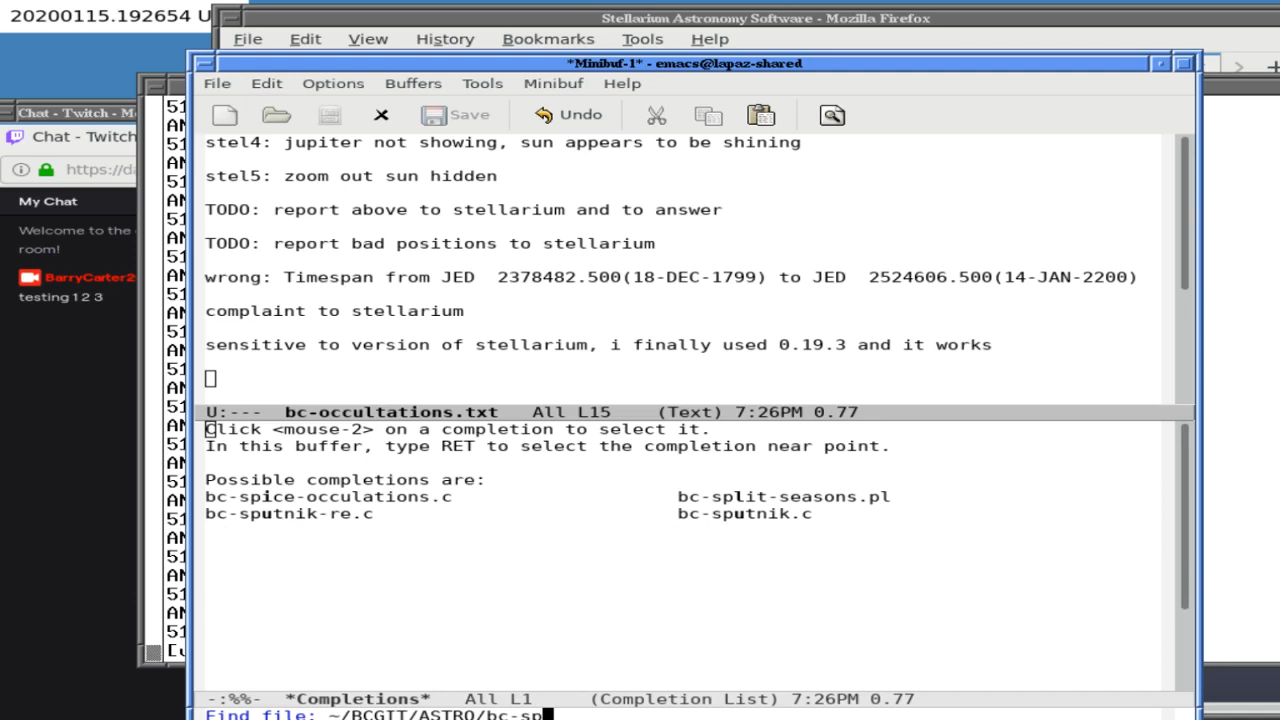 20200115.192654 U
Stellarium Astronomy Software - Mozilla Firefox
File Edit View History Bookmarks Tools Help
*Minibuf-1* - emacs@lapaz-shared
File Edit Options Buffers Tools Minibuf Help
Save Undo
Chat - Twitch - M
Chat - Twitch
https://da
My Chat
Welcome to the
room!
BarryCarter2
testing 1 2 3
stel4: jupiter not showing, sun appears to be shining
stel5: zoom out sun hidden
TODO: report above to stellarium and to answer
TODO: report bad positions to stellarium
wrong: Timespan from JED  2378482.500(18-DEC-1799) to JED  2524606.500(14-JAN-2200)
complaint to stellarium
sensitive to version of stellarium, i finally used 0.19.3 and it works
U:---  bc-occultations.txt   All L15    (Text) 7:26PM 0.77
Click <mouse-2> on a completion to select it.
In this buffer, type RET to select the completion near point.
Possible completions are:
bc-spice-occulations.c bc-split-seasons.pl
bc-sputnik-re.c bc-sputnik.c
-:%%-  *Completions*   All L1     (Completion List) 7:26PM 0.77
Find file: ~/BCGIT/ASTRO/bc-sp